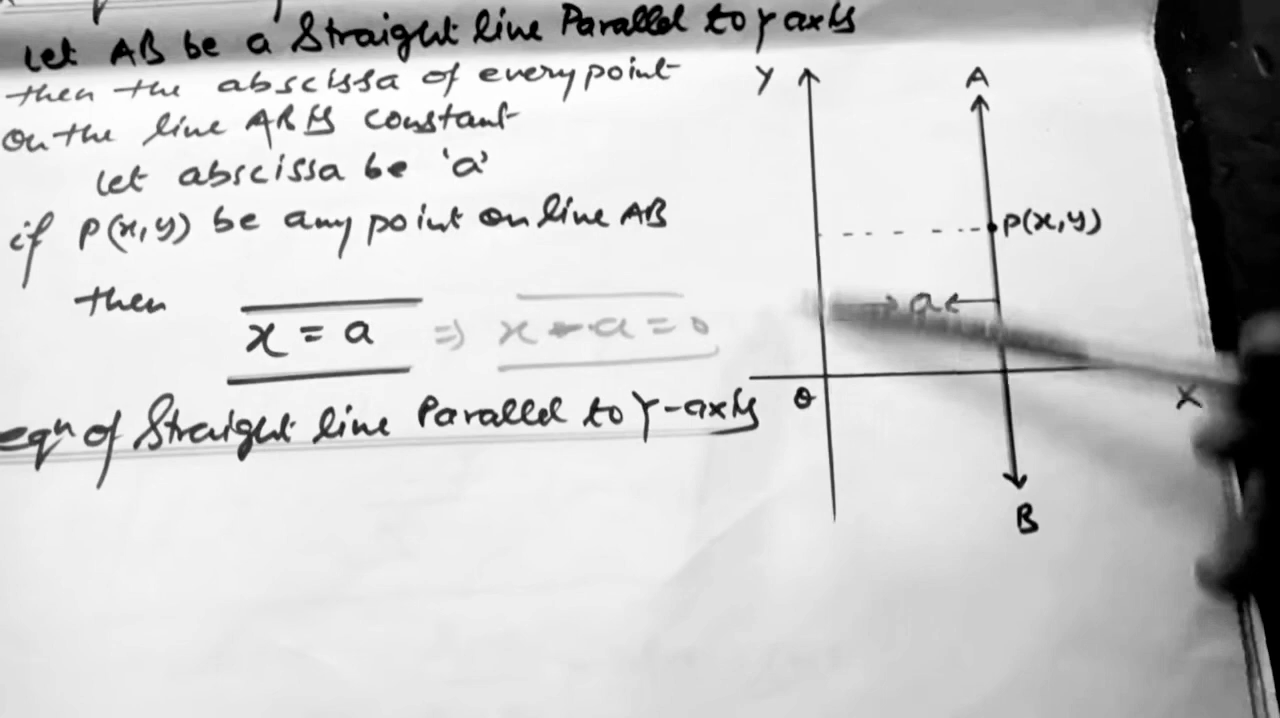 Let AB be a Straight line Parallel to y axis
then the abscissa of every point
on the line AB is constant
Let abscissa be 'a'
if P(x,y) be any point on line AB
then
x = a => x - a = 0
eqn of Straight line Parallel to Y-axis
Y
A
P(x,y)
a
O
X
B